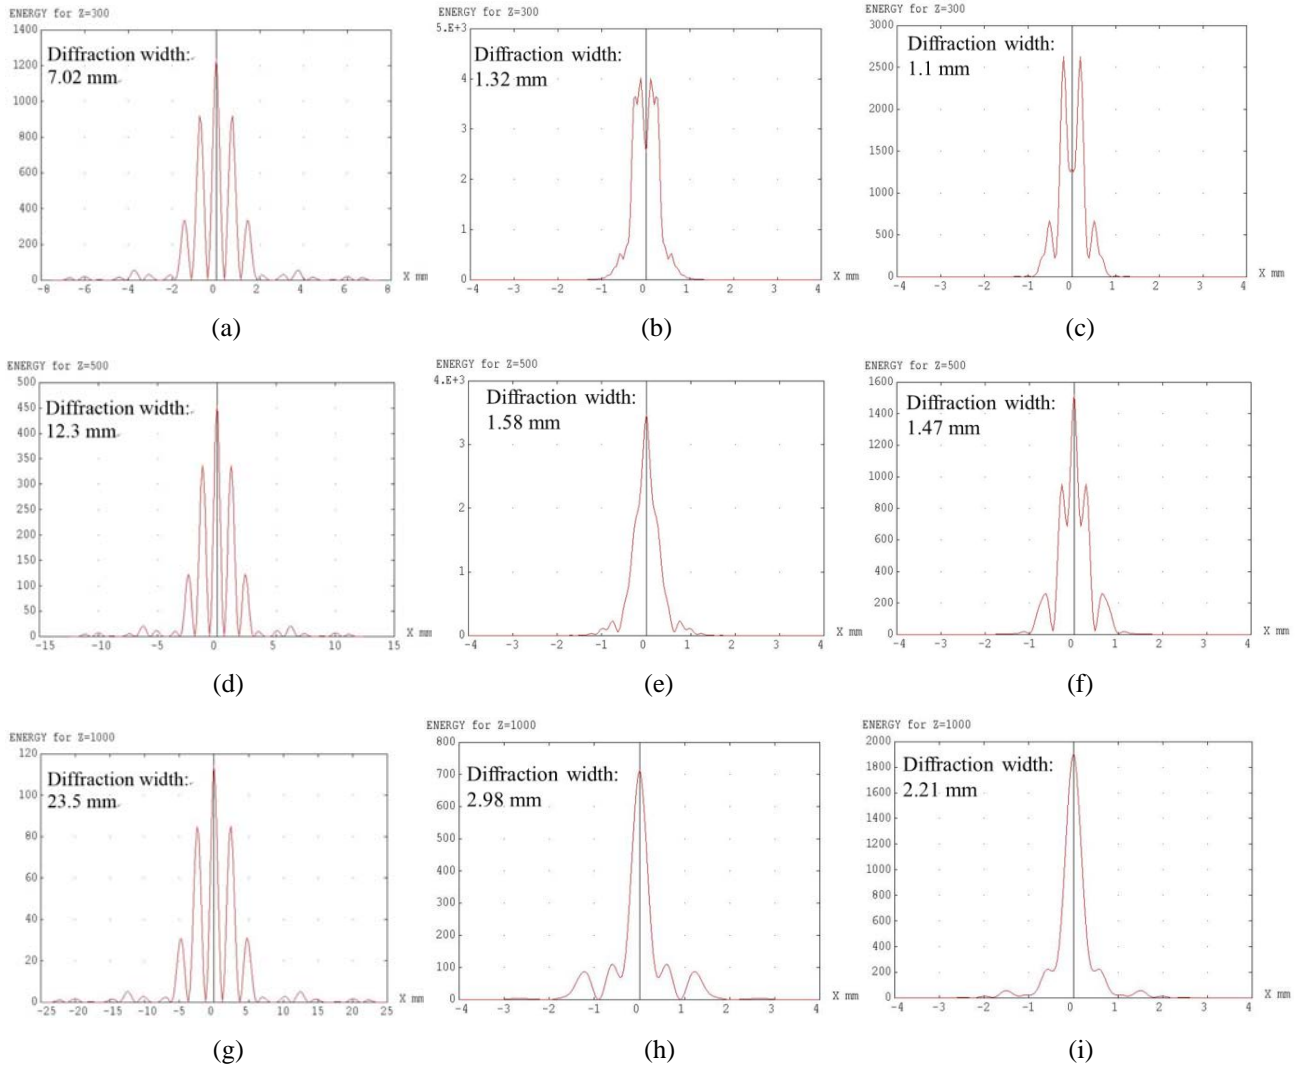 ENERGY for Z=300
1400
1200
1000
800
600
400
200
0
Diffraction width:
7.02 mm
-8 -6 -4 -2 0 2 4 6 8
X mm
(a)
ENERGY for Z=300
5.E+3
4
3
2
1
0
Diffraction width:
1.32 mm
-4 -3 -2 -1 0 1 2 3 4
X mm
(b)
ENERGY for Z=300
3000
2500
2000
1500
1000
500
0
Diffraction width:
1.1 mm
-4 -3 -2 -1 0 1 2 3 4
X mm
(c)
ENERGY for Z=500
500
450
400
350
300
250
200
150
100
50
0
Diffraction width:
12.3 mm
-15 -10 -5 0 5 10 15
X mm
(d)
ENERGY for Z=500
4.E+3
3
2
1
0
Diffraction width:
1.58 mm
-4 -3 -2 -1 0 1 2 3 4
X mm
(e)
ENERGY for Z=500
1600
1400
1200
1000
800
600
400
200
0
Diffraction width:
1.47 mm
-4 -3 -2 -1 0 1 2 3 4
X mm
(f)
ENERGY for Z=1000
120
100
80
60
40
20
0
Diffraction width:
23.5 mm
-25 -20 -15 -10 -5 0 5 10 15 20 25
X mm
(g)
ENERGY for Z=1000
800
700
600
500
400
300
200
100
0
Diffraction width:
2.98 mm
-4 -3 -2 -1 0 1 2 3 4
X mm
(h)
ENERGY for Z=1000
2000
1800
1600
1400
1200
1000
800
600
400
200
0
Diffraction width:
2.21 mm
-4 -3 -2 -1 0 1 2 3 4
X mm
(i)